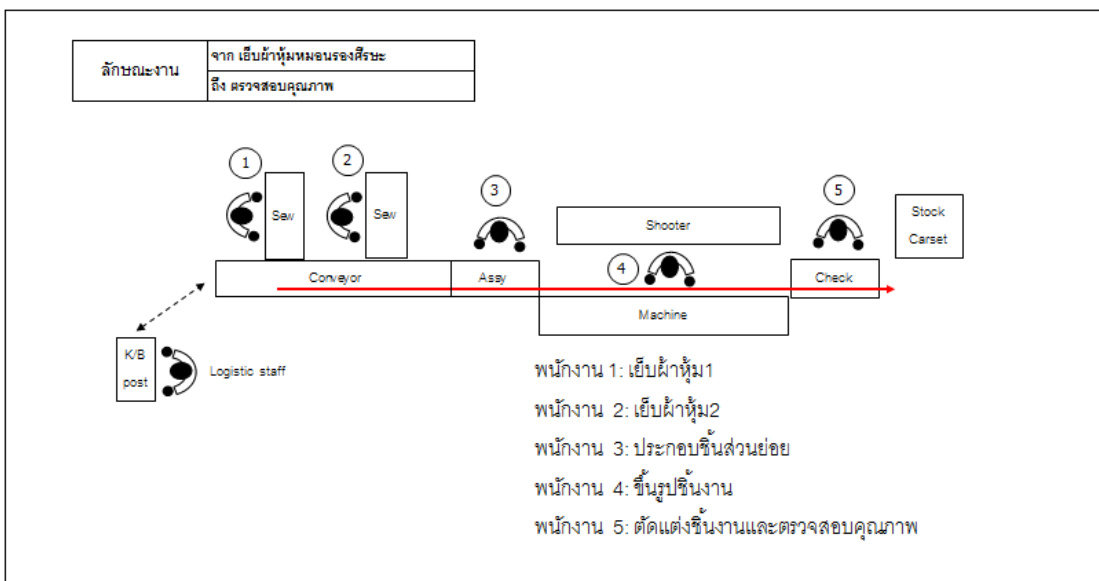 ลักษณะงาน
จาก เย็บผ้าหุ้มหมอนรองศีรษะ
ถึง ตรวจสอบคุณภาพ
1
2
3
5
Sew
Sew
Shooter
Stock
Carset
4
Conveyor
Assy
Check
Machine
K/B
post
Logistic staff
พนักงาน 1: เย็บผ้าหุ้ม1
พนักงาน 2: เย็บผ้าหุ้ม2
พนักงาน 3: ประกอบชิ้นส่วนย่อย
พนักงาน 4: ขึ้นรูปชิ้นงาน
พนักงาน 5: ตัดแต่งชิ้นงานและตรวจสอบคุณภาพ